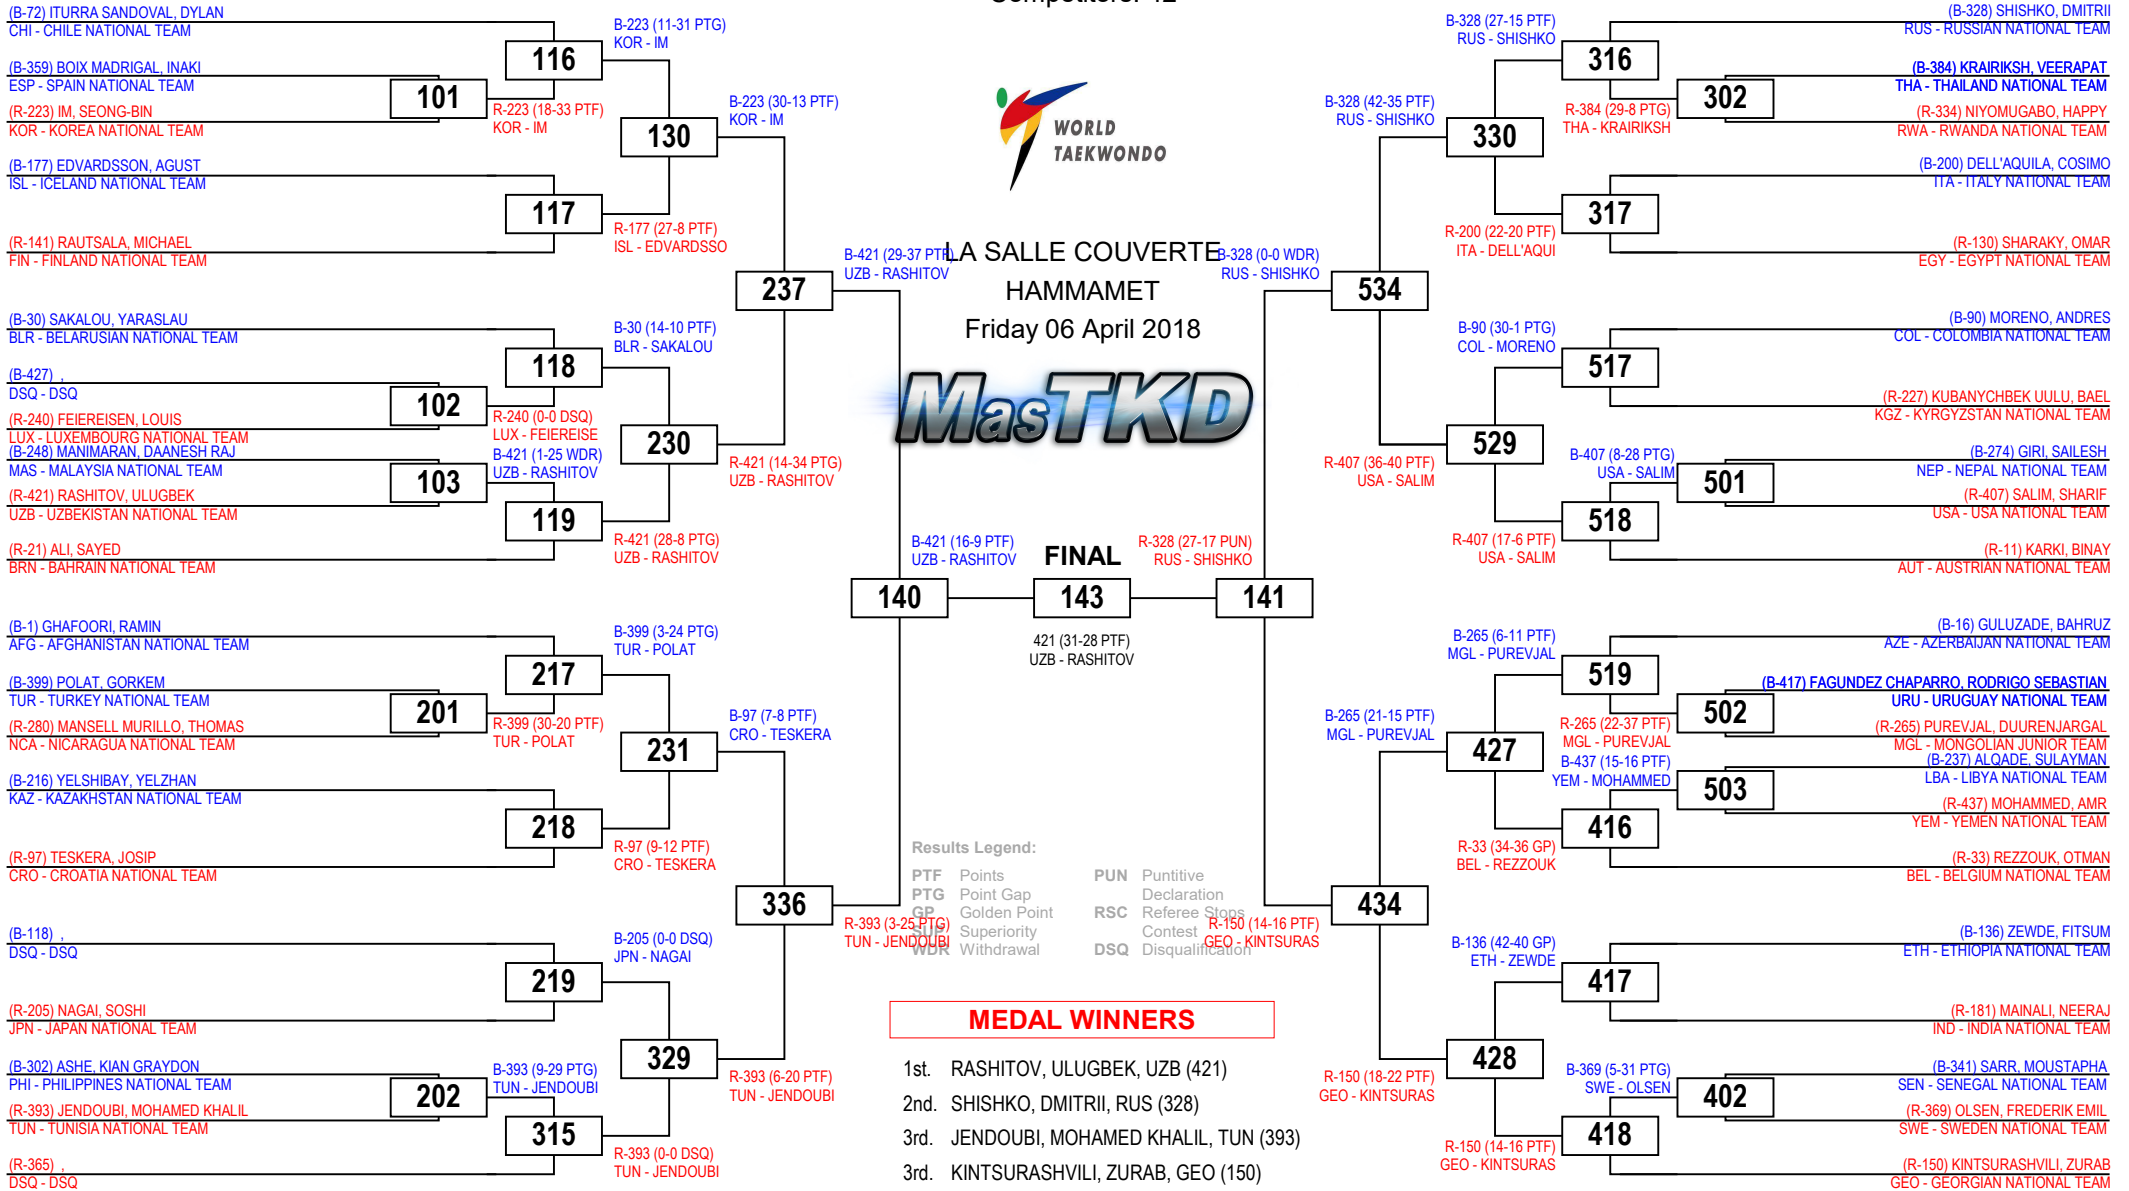 Competitors: 42
(B-72) ITURRA SANDOVAL, DYLAN
CHI - CHILE NATIONAL TEAM
(B-359) BOIX MADRIGAL, INAKI
ESP - SPAIN NATIONAL TEAM
(R-223) IM, SEONG-BIN
KOR - KOREA NATIONAL TEAM
(B-177) EDVARDSSON, AGUST
ISL - ICELAND NATIONAL TEAM
(R-141) RAUTSALA, MICHAEL
FIN - FINLAND NATIONAL TEAM
(B-30) SAKALOU, YARASLAU
BLR - BELARUSIAN NATIONAL TEAM
(B-427) ,
DSQ - DSQ
(R-240) FEIEREISEN, LOUIS
LUX - LUXEMBOURG NATIONAL TEAM
(B-248) MANIMARAN, DAANESH RAJ
MAS - MALAYSIA NATIONAL TEAM
(R-421) RASHITOV, ULUGBEK
UZB - UZBEKISTAN NATIONAL TEAM
(R-21) ALI, SAYED
BRN - BAHRAIN NATIONAL TEAM
(B-1) GHAFOORI, RAMIN
AFG - AFGHANISTAN NATIONAL TEAM
(B-399) POLAT, GORKEM
TUR - TURKEY NATIONAL TEAM
(R-280) MANSELL MURILLO, THOMAS
NCA - NICARAGUA NATIONAL TEAM
(B-216) YELSHIBAY, YELZHAN
KAZ - KAZAKHSTAN NATIONAL TEAM
(R-97) TESKERA, JOSIP
CRO - CROATIA NATIONAL TEAM
(B-118) ,
DSQ - DSQ
(R-205) NAGAI, SOSHI
JPN - JAPAN NATIONAL TEAM
(B-302) ASHE, KIAN GRAYDON
PHI - PHILIPPINES NATIONAL TEAM
(R-393) JENDOUBI, MOHAMED KHALIL
TUN - TUNISIA NATIONAL TEAM
(R-365) ,
DSQ - DSQ
101
102
103
201
202
R-223 (18-33 PTF)
KOR - IM
R-240 (0-0 DSQ)
LUX - FEIEREISE
B-421 (1-25 WDR)
UZB - RASHITOV
R-399 (30-20 PTF)
TUR - POLAT
B-393 (9-29 PTG)
TUN - JENDOUBI
116
117
118
119
217
218
219
315
B-223 (11-31 PTG)
KOR - IM
R-177 (27-8 PTF)
ISL - EDVARDSSO
B-30 (14-10 PTF)
BLR - SAKALOU
R-421 (28-8 PTG)
UZB - RASHITOV
B-399 (3-24 PTG)
TUR - POLAT
R-97 (9-12 PTF)
CRO - TESKERA
B-205 (0-0 DSQ)
JPN - NAGAI
R-393 (0-0 DSQ)
TUN - JENDOUBI
130
230
231
329
B-223 (30-13 PTF)
KOR - IM
R-421 (14-34 PTG)
UZB - RASHITOV
B-97 (7-8 PTF)
CRO - TESKERA
R-393 (6-20 PTF)
TUN - JENDOUBI
237
336
B-421 (29-37 PTF)
UZB - RASHITOV
R-393 (3-25 PTG)
TUN - JENDOUBI
140
B-421 (16-9 PTF)
UZB - RASHITOV
WORLD
TAEKWONDO
LA SALLE COUVERTE
HAMMAMET
Friday 06 April 2018
MasTKD
FINAL
143
421 (31-28 PTF)
UZB - RASHITOV
R-328 (27-17 PUN)
RUS - SHISHKO
141
B-328 (0-0 WDR)
RUS - SHISHKO
R-150 (14-16 PTF)
GEO - KINTSURAS
Results Legend:
PTF Points
PTG Point Gap
GP Golden Point
SUP Superiority
WDR Withdrawal
PUN Puntitive
Declaration
RSC Referee Stops
Contest
DSQ Disqualification
MEDAL WINNERS
1st. RASHITOV, ULUGBEK, UZB (421)
2nd. SHISHKO, DMITRII, RUS (328)
3rd. JENDOUBI, MOHAMED KHALIL, TUN (393)
3rd. KINTSURASHVILI, ZURAB, GEO (150)
534
434
B-328 (42-35 PTF)
RUS - SHISHKO
R-407 (36-40 PTF)
USA - SALIM
B-265 (21-15 PTF)
MGL - PUREVJAL
R-150 (18-22 PTF)
GEO - KINTSURAS
330
529
427
428
B-328 (27-15 PTF)
RUS - SHISHKO
R-200 (22-20 PTF)
ITA - DELL'AQUI
B-90 (30-1 PTG)
COL - MORENO
R-407 (17-6 PTF)
USA - SALIM
B-265 (6-11 PTF)
MGL - PUREVJAL
R-33 (34-36 GP)
BEL - REZZOUK
B-136 (42-40 GP)
ETH - ZEWDE
R-150 (14-16 PTF)
GEO - KINTSURAS
316
317
517
518
519
416
417
418
R-384 (29-8 PTG)
THA - KRAIRIKSH
B-407 (8-28 PTG)
USA - SALIM
R-265 (22-37 PTF)
MGL - PUREVJAL
B-437 (15-16 PTF)
YEM - MOHAMMED
B-369 (5-31 PTG)
SWE - OLSEN
302
501
502
503
402
(B-328) SHISHKO, DMITRII
RUS - RUSSIAN NATIONAL TEAM
(B-384) KRAIRIKSH, VEERAPAT
THA - THAILAND NATIONAL TEAM
(R-334) NIYOMUGABO, HAPPY
RWA - RWANDA NATIONAL TEAM
(B-200) DELL'AQUILA, COSIMO
ITA - ITALY NATIONAL TEAM
(R-130) SHARAKY, OMAR
EGY - EGYPT NATIONAL TEAM
(B-90) MORENO, ANDRES
COL - COLOMBIA NATIONAL TEAM
(R-227) KUBANYCHBEK UULU, BAEL
KGZ - KYRGYZSTAN NATIONAL TEAM
(B-274) GIRI, SAILESH
NEP - NEPAL NATIONAL TEAM
(R-407) SALIM, SHARIF
USA - USA NATIONAL TEAM
(R-11) KARKI, BINAY
AUT - AUSTRIAN NATIONAL TEAM
(B-16) GULUZADE, BAHRUZ
AZE - AZERBAIJAN NATIONAL TEAM
(B-417) FAGUNDEZ CHAPARRO, RODRIGO SEBASTIAN
URU - URUGUAY NATIONAL TEAM
(R-265) PUREVJAL, DUURENJARGAL
MGL - MONGOLIAN JUNIOR TEAM
(B-237) ALQADE, SULAYMAN
LBA - LIBYA NATIONAL TEAM
(R-437) MOHAMMED, AMR
YEM - YEMEN NATIONAL TEAM
(R-33) REZZOUK, OTMAN
BEL - BELGIUM NATIONAL TEAM
(B-136) ZEWDE, FITSUM
ETH - ETHIOPIA NATIONAL TEAM
(R-181) MAINALI, NEERAJ
IND - INDIA NATIONAL TEAM
(B-341) SARR, MOUSTAPHA
SEN - SENEGAL NATIONAL TEAM
(R-369) OLSEN, FREDERIK EMIL
SWE - SWEDEN NATIONAL TEAM
(R-150) KINTSURASHVILI, ZURAB
GEO - GEORGIAN NATIONAL TEAM